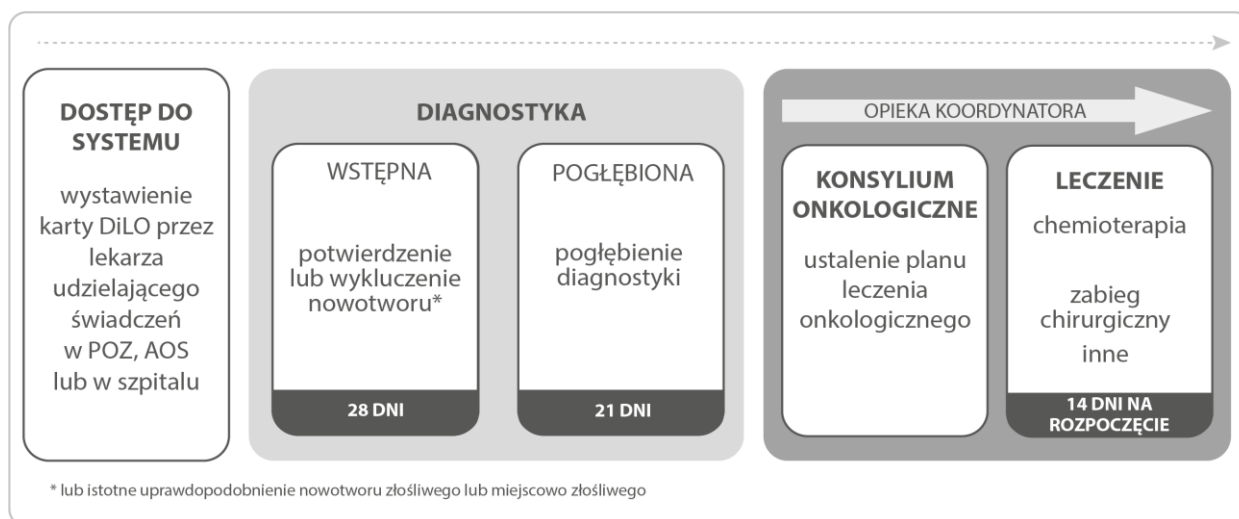 DOSTĘP DO
SYSTEMU
wystawienie
karty DiLO przez
lekarza
udzielającego
świadczeń
w POZ, AOS
lub w szpitalu
DIAGNOSTYKA
WSTĘPNA
potwierdzenie
lub wykluczenie
nowotworu*
28 DNI
POGŁĘBIONA
pogłębienie
diagnostyki
21 DNI
OPIEKA KOORDYNATORA
KONSYLIUM
ONKOLOGICZNE
ustalenie planu
leczenia
onkologicznego
LECZENIE
chemioterapia
zabieg
chirurgiczny
inne
14 DNI NA
ROZPOCZĘCIE
* lub istotne uprawdopodobnienie nowotworu złośliwego lub miejscowo złośliwego